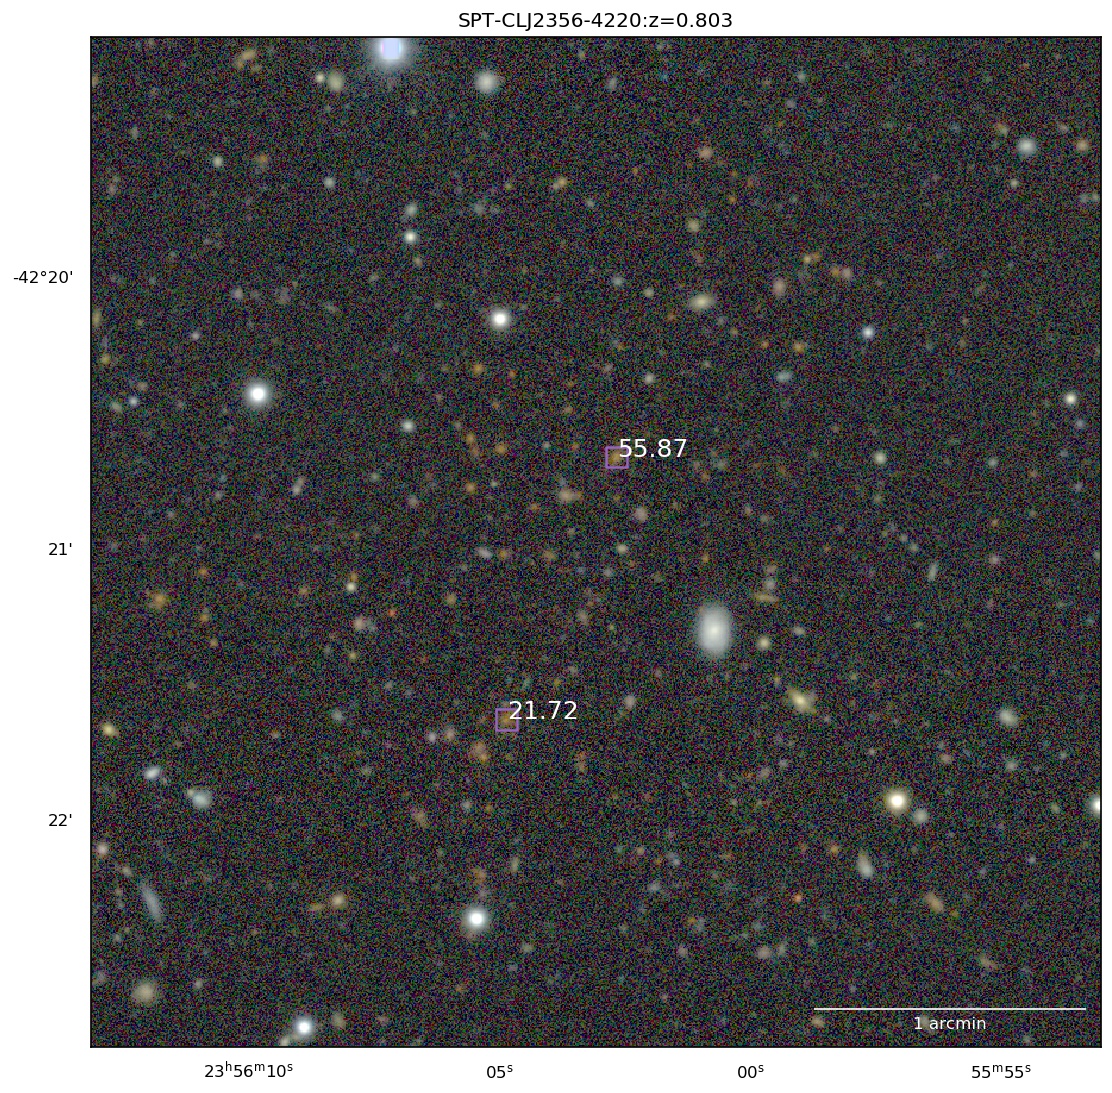 SPT-CLJ2356-4220:z=0.803
-42°20'
55.87
21'
21.72
22'
1 arcmin
23ʰ56ᵐ10ˢ 05ˢ 00ˢ 55ᵐ55ˢ